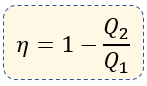 η = 1 − Q₂/Q₁